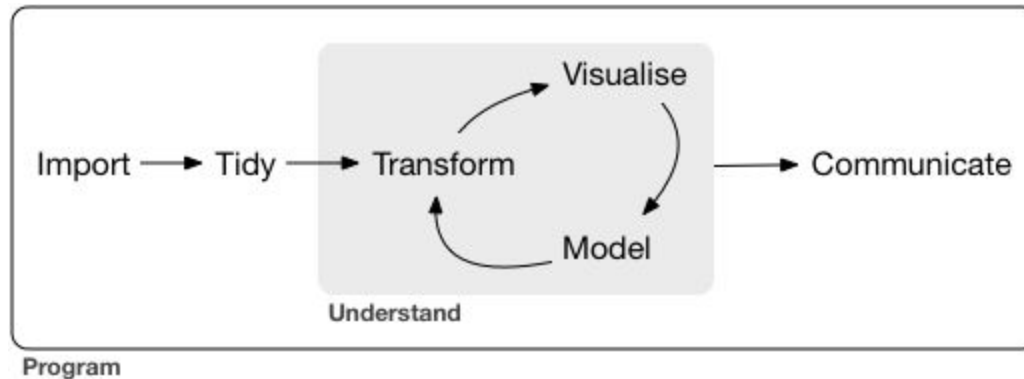 Visualise
Import
Tidy
Transform
Communicate
Model
Understand
Program